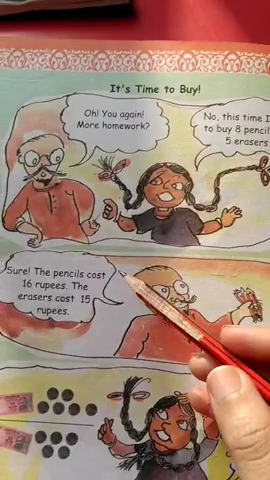 It's Time to Buy!
Oh! You again!
More homework?
No, this time I
to buy 8 pencil
5 erasers.
Sure! The pencils cost
16 rupees. The
erasers cost 15
rupees.